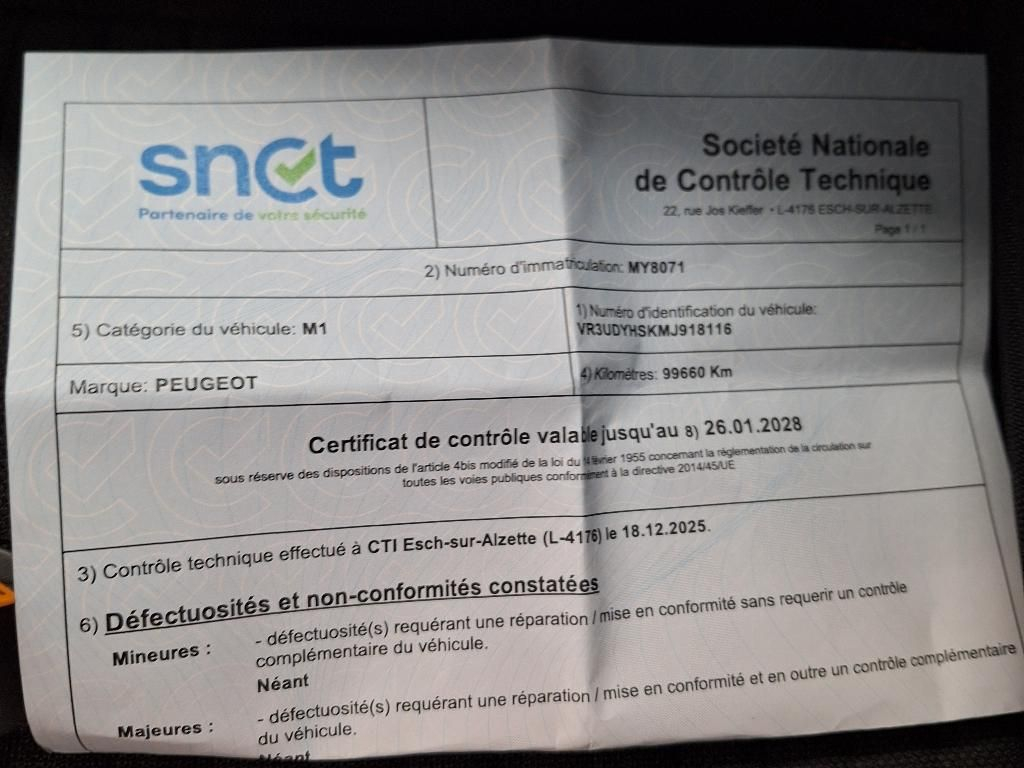 snct
Partenaire de votre sécurité
Societé Nationale
de Contrôle Technique
22, rue Jos Kieffer • L-4176 ESCH-SUR-ALZETTE
Page 1 / 1
2) Numéro d'immatriculation: MY8071
5) Catégorie du véhicule: M1
1) Numéro d'identification du véhicule:
VR3UDYHSKMJ918116
Marque: PEUGEOT
4) Kilomètres: 99660 Km
Certificat de contrôle valable jusqu'au 8) 26.01.2028
sous réserve des dispositions de l'article 4bis modifié de la loi du 14 février 1955 concernant la réglementation de la circulation sur
toutes les voies publiques conformément à la directive 2014/45/UE
3) Contrôle technique effectué à CTI Esch-sur-Alzette (L-4176) le 18.12.2025.
6) Défectuosités et non-conformités constatées
Mineures : - défectuosité(s) requérant une réparation / mise en conformité sans requerir un contrôle
complémentaire du véhicule.
Néant
Majeures : - défectuosité(s) requérant une réparation / mise en conformité et en outre un contrôle complémentaire
du véhicule.
Néant